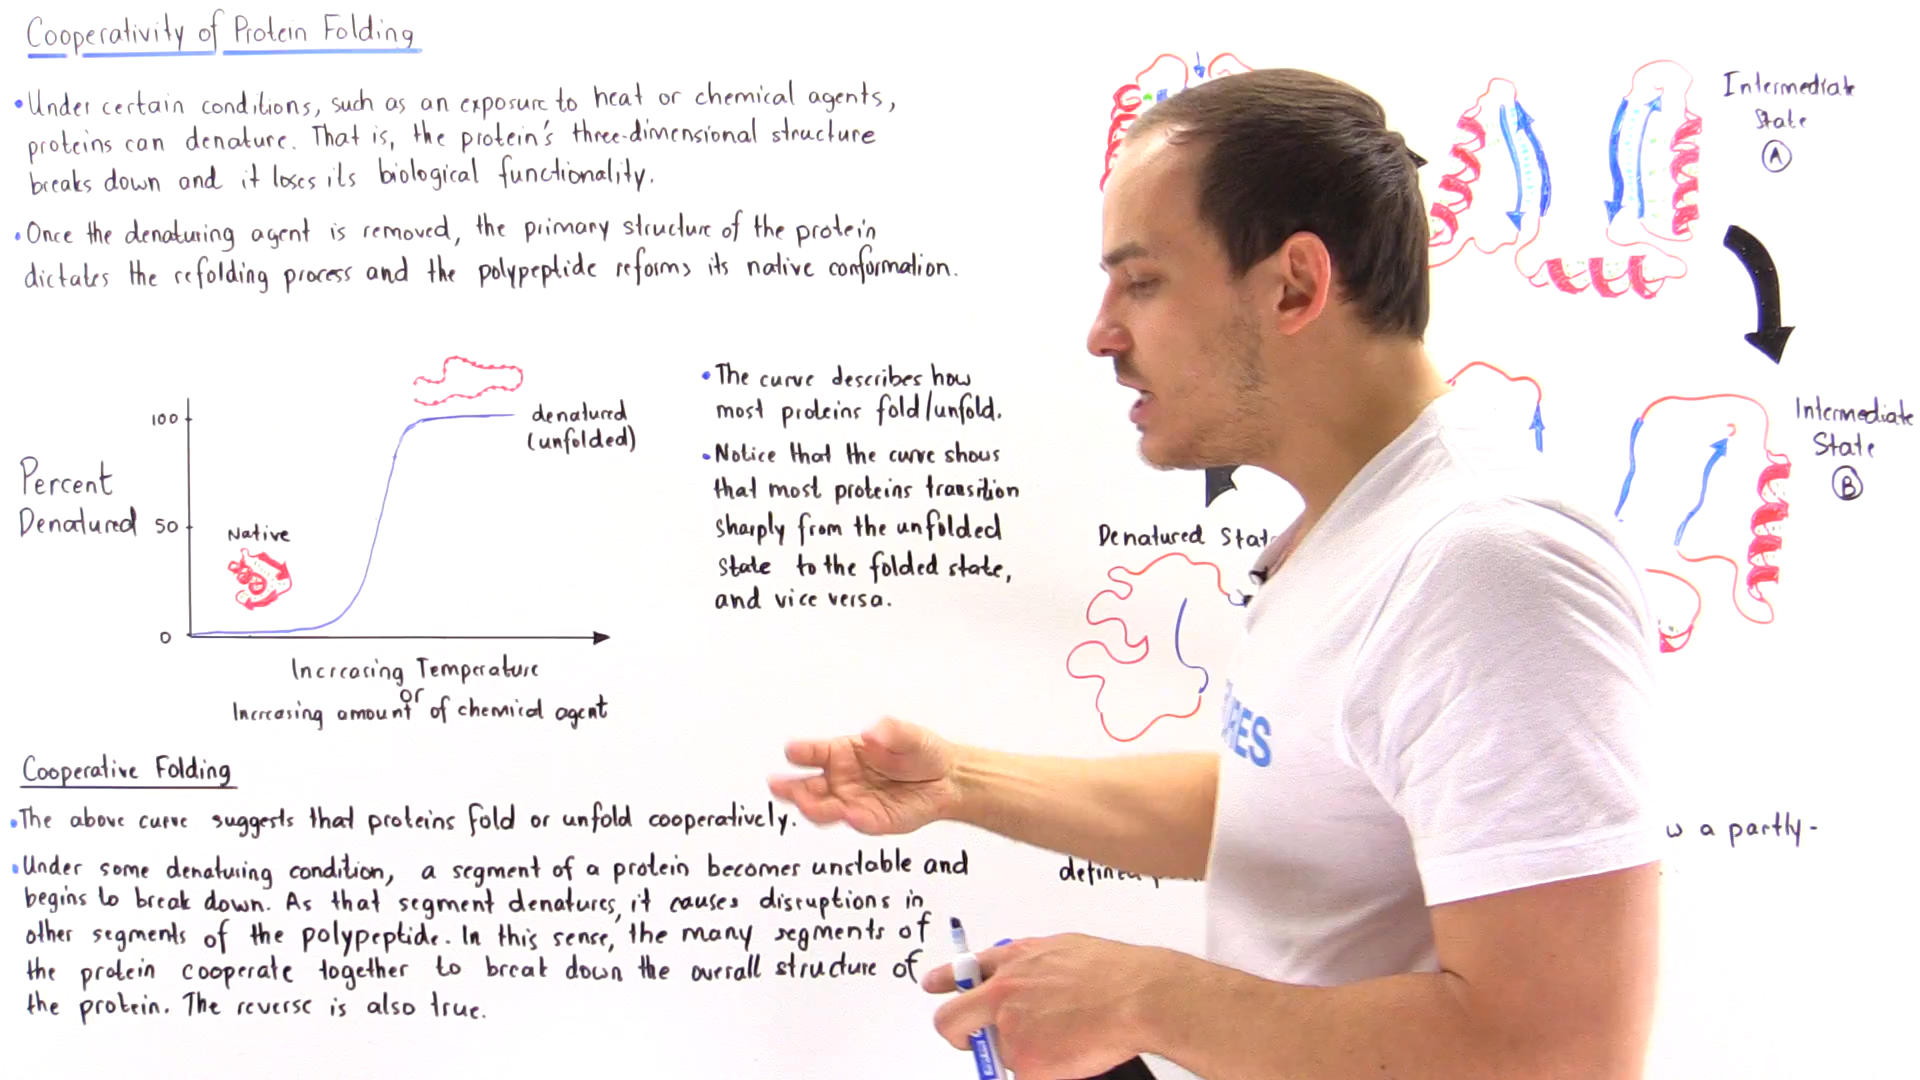 Cooperativity of Protein Folding
• Under certain conditions, such as an exposure to heat or chemical agents,
proteins can denature. That is, the protein's three-dimensional structure
breaks down and it loses its biological functionality.
• Once the denaturing agent is removed, the primary structure of the protein
dictates the refolding process and the polypeptide reforms its native conformation.
100
denatured
(unfolded)
Percent
Denatured
50
Native
0
Increasing Temperature
or
Increasing amount of chemical agent
• The curve describes how
most proteins fold/unfold.
• Notice that the curve shows
that most proteins transition
sharply from the unfolded
state to the folded state,
and vice versa.
Cooperative Folding
• The above curve suggests that proteins fold or unfold cooperatively.
• Under some denaturing condition, a segment of a protein becomes unstable and
begins to break down. As that segment denatures, it causes disruptions in
other segments of the polypeptide. In this sense, the many segments of
the protein cooperate together to break down the overall structure of
the protein. The reverse is also true.
Intermediate
State
A
Intermediate
State
B
Denatured State
w a partly-